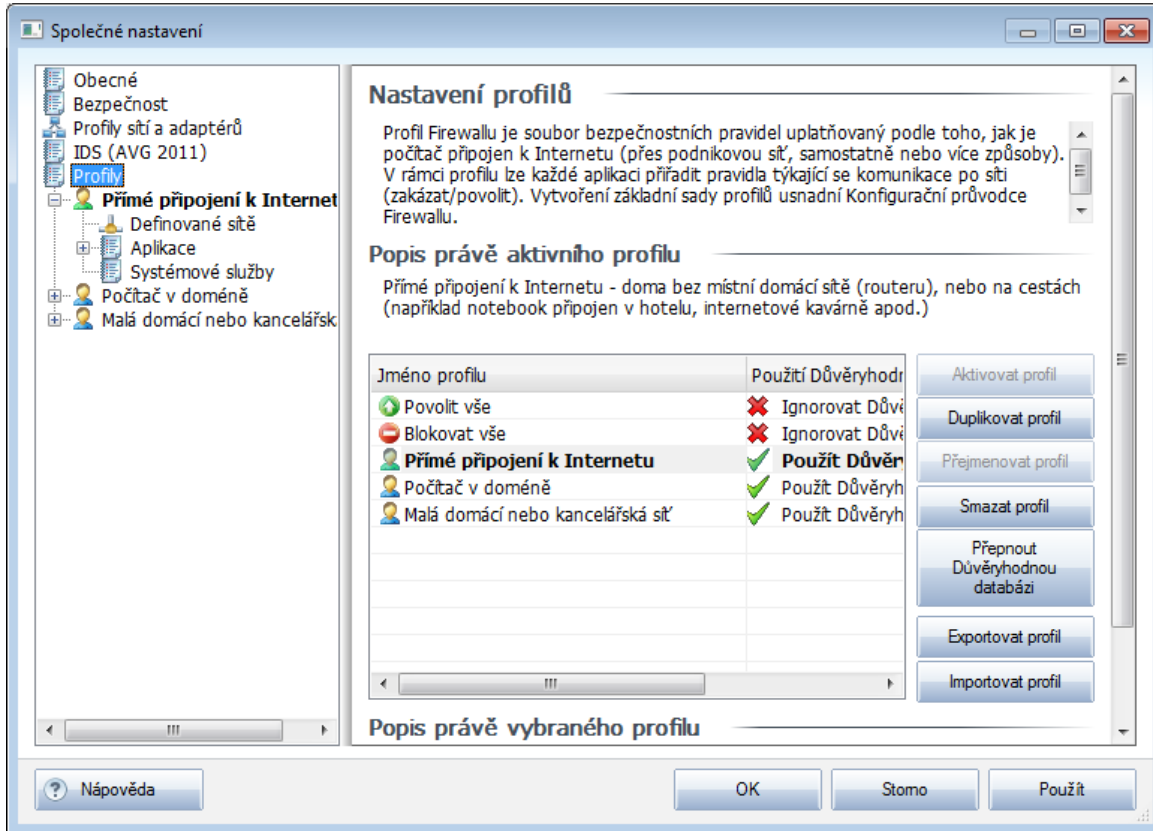 Společné nastavení
Obecné
Bezpečnost
Profily sítí a adaptérů
IDS (AVG 2011)
Profily
Přímé připojení k Internet
Definované sítě
Aplikace
Systémové služby
Počítač v doméně
Malá domácí nebo kancelářsk
Nastavení profilů
Profil Firewallu je soubor bezpečnostních pravidel uplatňovaný podle toho, jak je
počítač připojen k Internetu (přes podnikovou síť, samostatně nebo více způsoby).
V rámci profilu lze každé aplikaci přiřadit pravidla týkající se komunikace po síti
(zakázat/povolit). Vytvoření základní sady profilů usnadní Konfigurační průvodce
Firewallu.
Popis právě aktivního profilu
Přímé připojení k Internetu - doma bez místní domácí sítě (routeru), nebo na cestách
(například notebook připojen v hotelu, internetové kavárně apod.)
Jméno profilu Použití Důvěryhodr
Povolit vše Ignorovat Důvě
Blokovat vše Ignorovat Důvě
Přímé připojení k Internetu Použít Důvěr
Počítač v doméně Použít Důvěryh
Malá domácí nebo kancelářská síť Použít Důvěryh
Aktivovat profil
Duplikovat profil
Přejmenovat profil
Smazat profil
Přepnout
Důvěryhodnou
databázi
Exportovat profil
Importovat profil
Popis právě vybraného profilu
Nápověda
OK
Storno
Použít